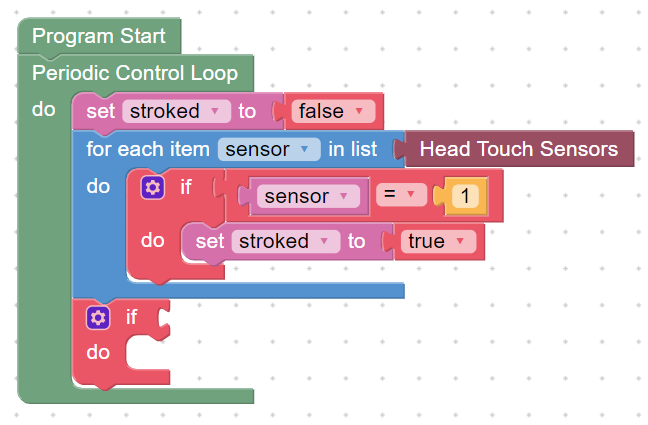 Program Start
Periodic Control Loop
do set stroked to false
for each item sensor in list Head Touch Sensors
do if sensor = 1
do set stroked to true
if
do